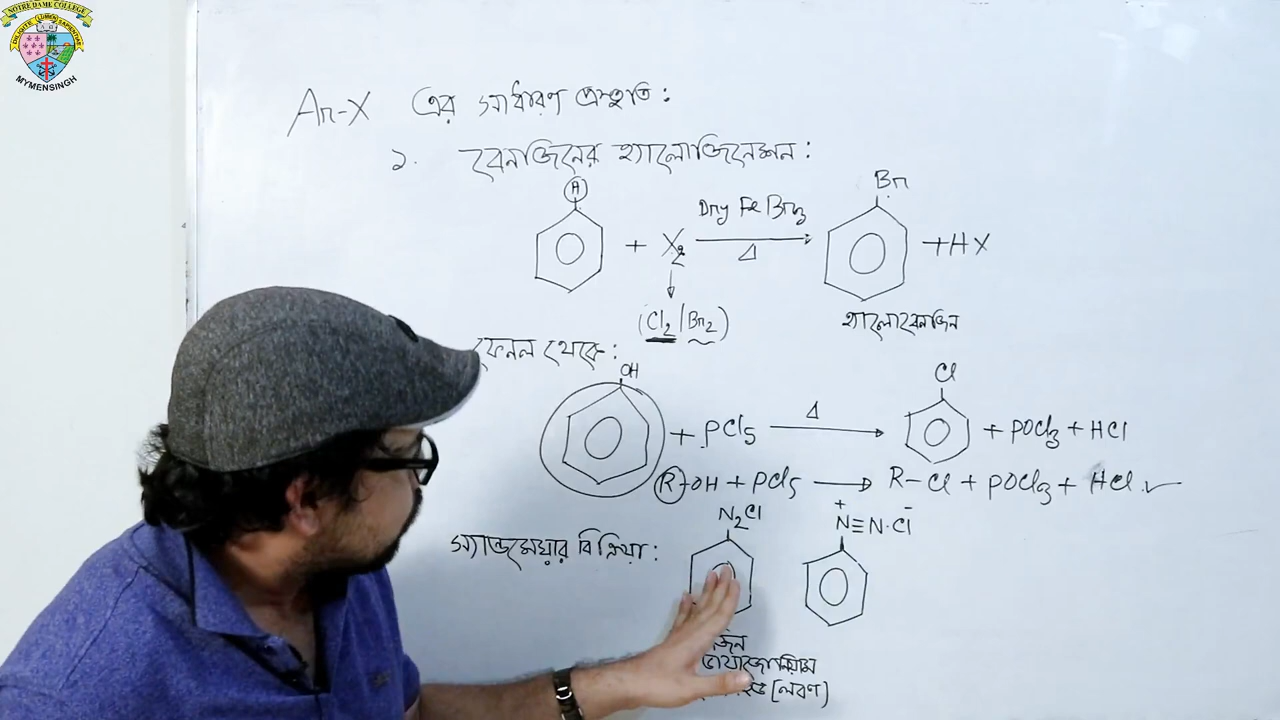 NOTRE DAME COLLEGE
MYMENSINGH
Ar-X এর সাধারণ প্রস্তুতি:
১. বেনজিনের হ্যালোজিনেশন:
H
+ X2 Dry FeBr3 Δ Br + HX
(Cl2/Br2)
হ্যালোবেনজিন
ফেনল থেকে:
OH + PCl5 Δ Cl + POCl3 + HCl
R-OH + PCl5 → R-Cl + POCl3 + HCl ✓
স্যান্ডমেয়ার বিক্রিয়া: N2Cl N⁺≡N·Cl⁻
ডায়াজোনিয়াম
(লবণ)